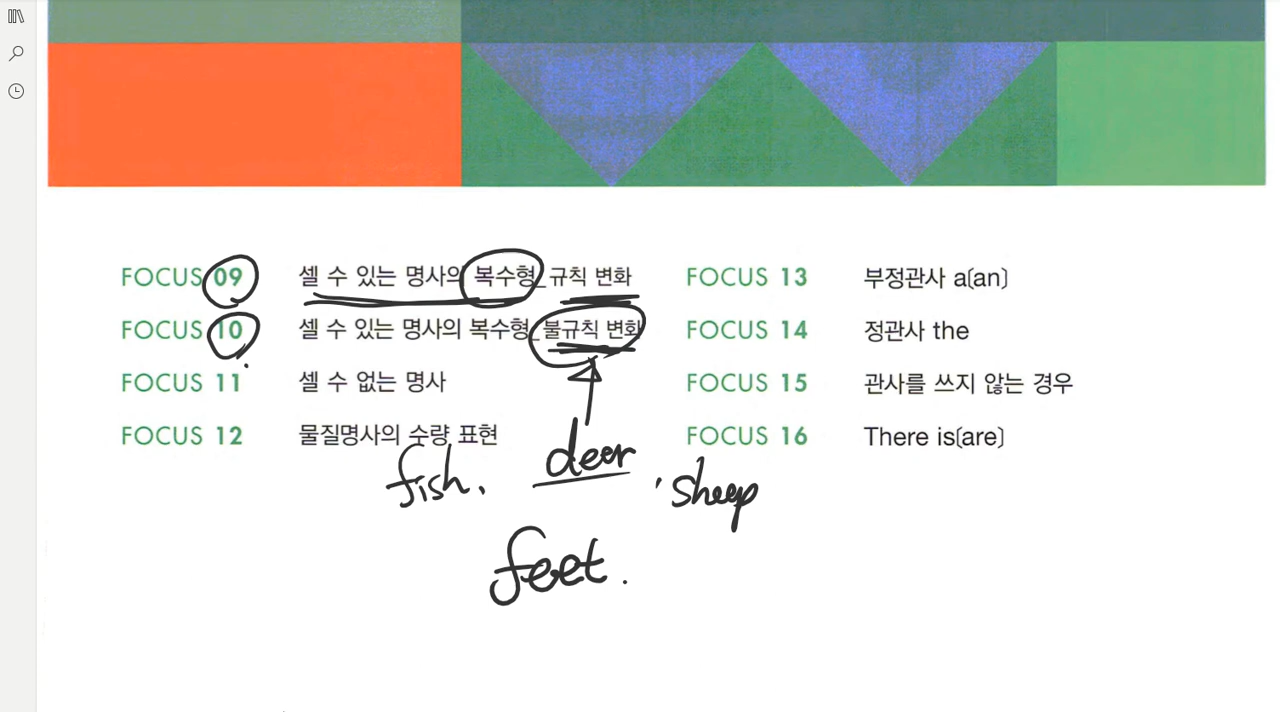 FOCUS 09 셀 수 있는 명사의 복수형_규칙 변화
FOCUS 10 셀 수 있는 명사의 복수형_불규칙 변화
FOCUS 11 셀 수 없는 명사
FOCUS 12 물질명사의 수량 표현
FOCUS 13 부정관사 a(an)
FOCUS 14 정관사 the
FOCUS 15 관사를 쓰지 않는 경우
FOCUS 16 There is(are)
fish, deer, sheep
feet.